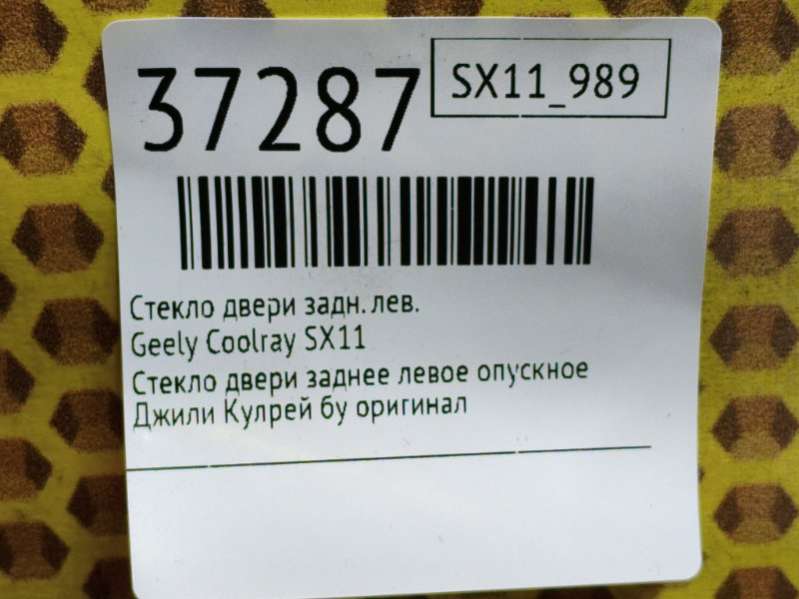 37287
SX11_989
Стекло двери задн. лев.
Geely Coolray SX11
Стекло двери заднее левое опускное
Джили Кулрей бу оригинал